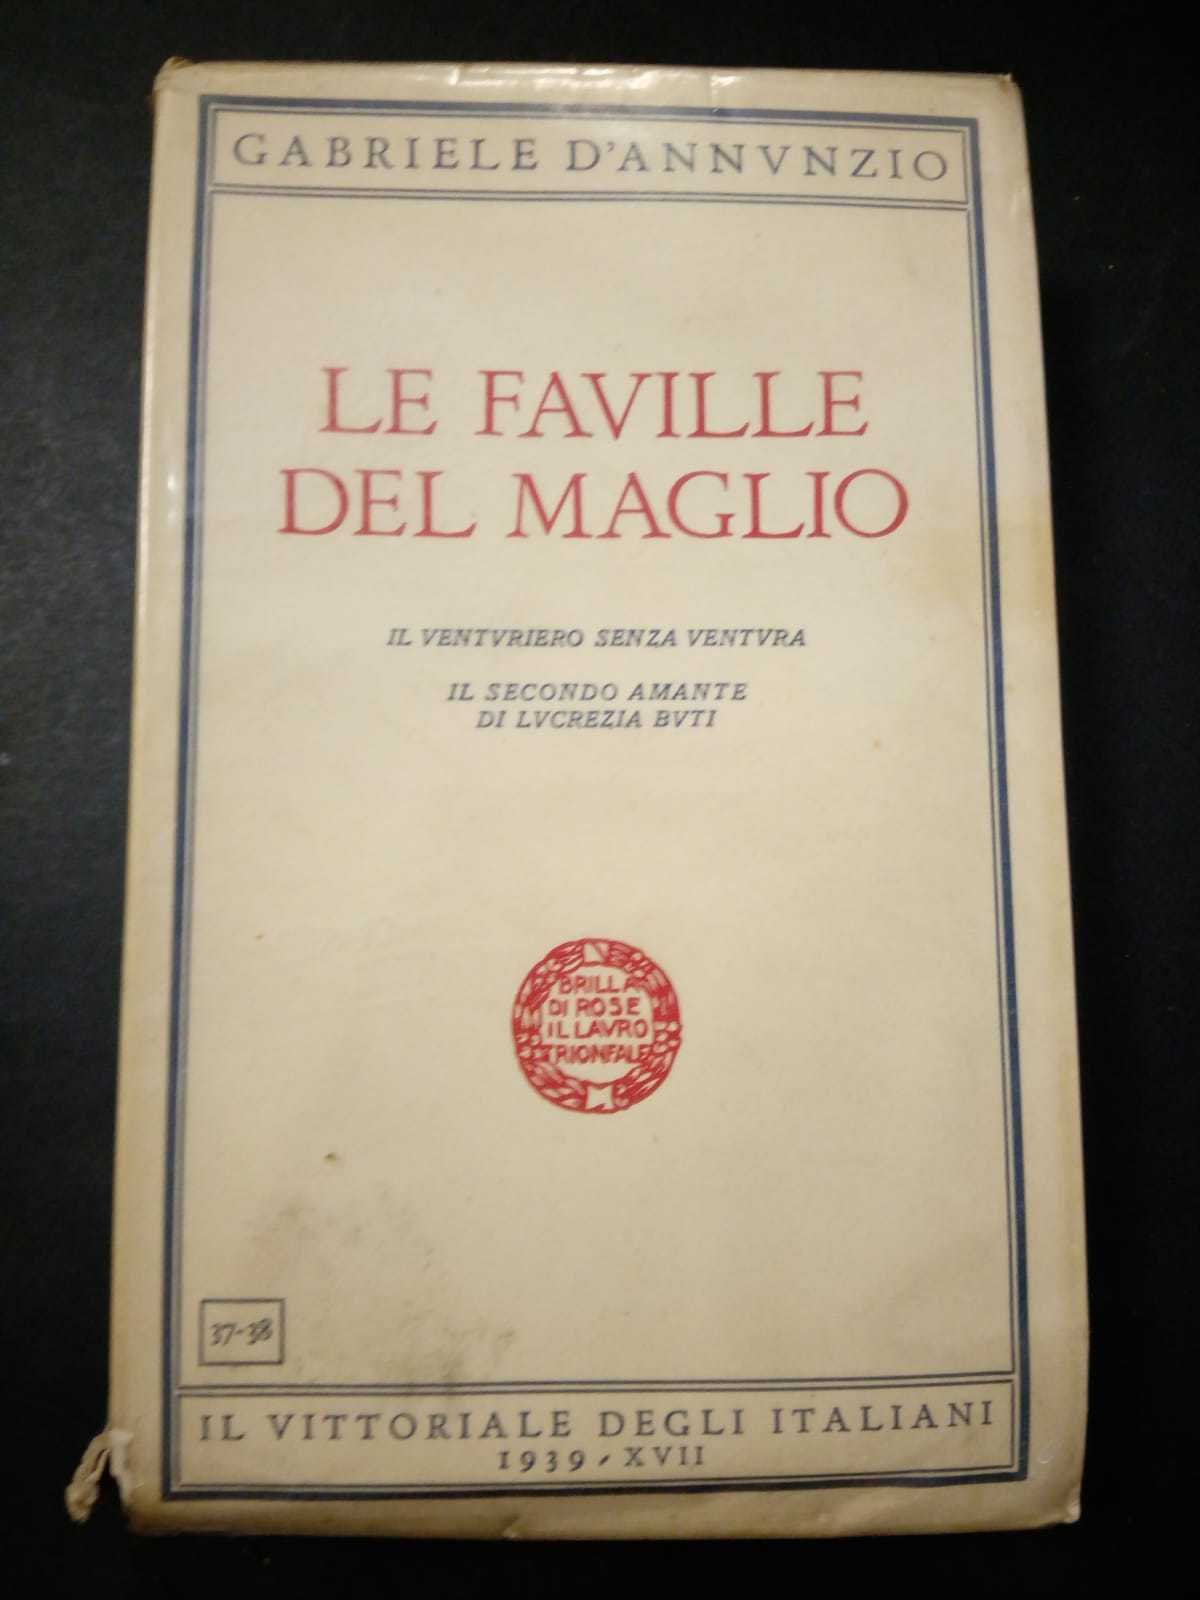 GABRIELE D'ANNVNZIO
LE FAVILLE
DEL MAGLIO
IL VENTVRIERO SENZA VENTVRA
IL SECONDO AMANTE
DI LVCREZIA BVTI
BRILLA
DI ROSE
IL LAVRO
TRIONFALE
37-38
IL VITTORIALE DEGLI ITALIANI
1939 - XVII